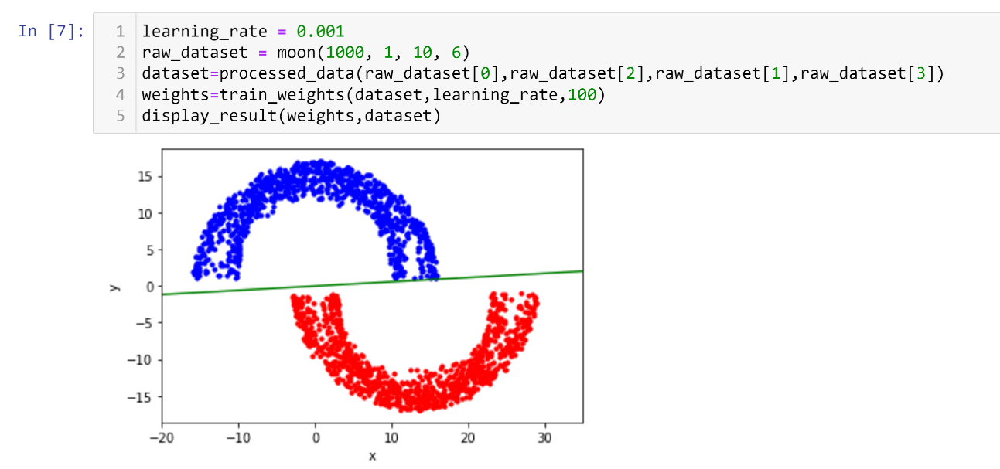 In [7]:
1 learning_rate = 0.001
2 raw_dataset = moon(1000, 1, 10, 6)
3 dataset=processed_data(raw_dataset[0],raw_dataset[2],raw_dataset[1],raw_dataset[3])
4 weights=train_weights(dataset,learning_rate,100)
5 display_result(weights,dataset)
15
10
5
0
−5
−10
−15
y
−20 −10 0 10 20 30
x